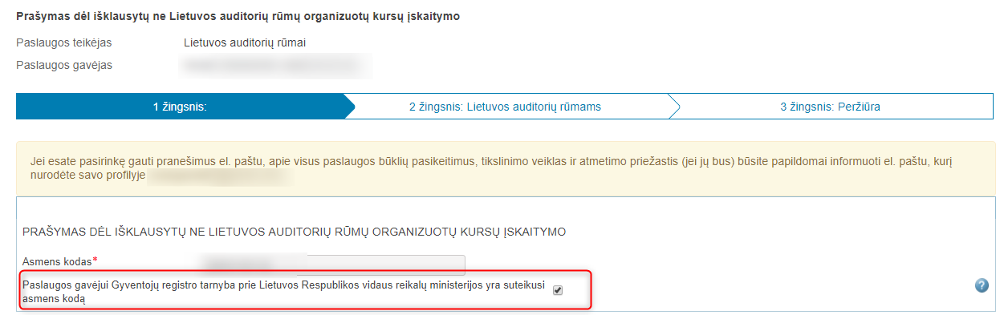 Prašymas dėl išklausytų ne Lietuvos auditorių rūmų organizuotų kursų įskaitymo
Paslaugos teikėjas Lietuvos auditorių rūmai
Paslaugos gavėjas
1 žingsnis: 2 žingsnis: Lietuvos auditorių rūmams 3 žingsnis: Peržiūra
Jei esate pasirinkę gauti pranešimus el. paštu, apie visus paslaugos būklių pasikeitimus, tikslinimo veiklas ir atmetimo priežastis (jei jų bus) būsite papildomai informuoti el. paštu, kurį
nurodėte savo profilyje
PRAŠYMAS DĖL IŠKLAUSYTŲ NE LIETUVOS AUDITORIŲ RŪMŲ ORGANIZUOTŲ KURSŲ ĮSKAITYMO
Asmens kodas*
Paslaugos gavėjui Gyventojų registro tarnyba prie Lietuvos Respublikos vidaus reikalų ministerijos yra suteikusi
asmens kodą
?